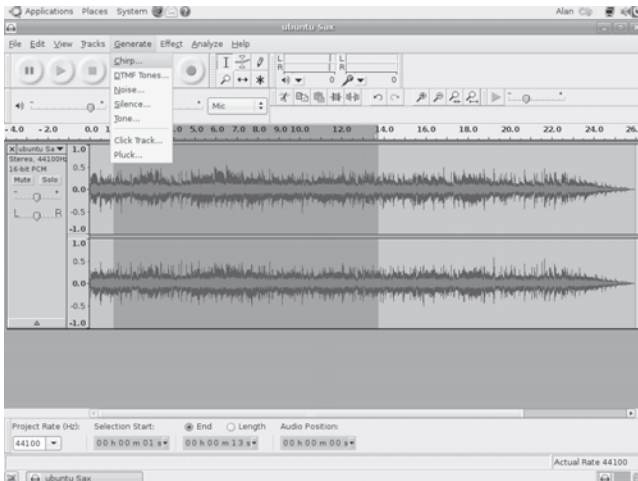 Applications Places System
Alan Clip
ubuntu Sax
File Edit View Tracks Generate Effect Analyze Help
Chirp...
DTMF Tones...
Noise...
Silence...
Tone...
Click Track...
Pluck...
L
R
0
L
R
0
Mic
- 4.0 - 2.0 0.0 5.0 6.0 7.0 8.0 9.0 10.0 12.0 14.0 16.0 18.0 20.0 22.0 24.0
ubuntu Sa
Stereo, 44100Hz
16-bit PCM
Mute Solo
- +
L R
1.0
0.5
0.0
-0.5
-1.0
1.0
0.5
0.0
-0.5
-1.0
Project Rate (Hz): Selection Start: End Length Audio Position:
44100 00 h 00 m 01 s 00 h 00 m 13 s 00 h 00 m 00 s
Actual Rate 44100
ubuntu Sax